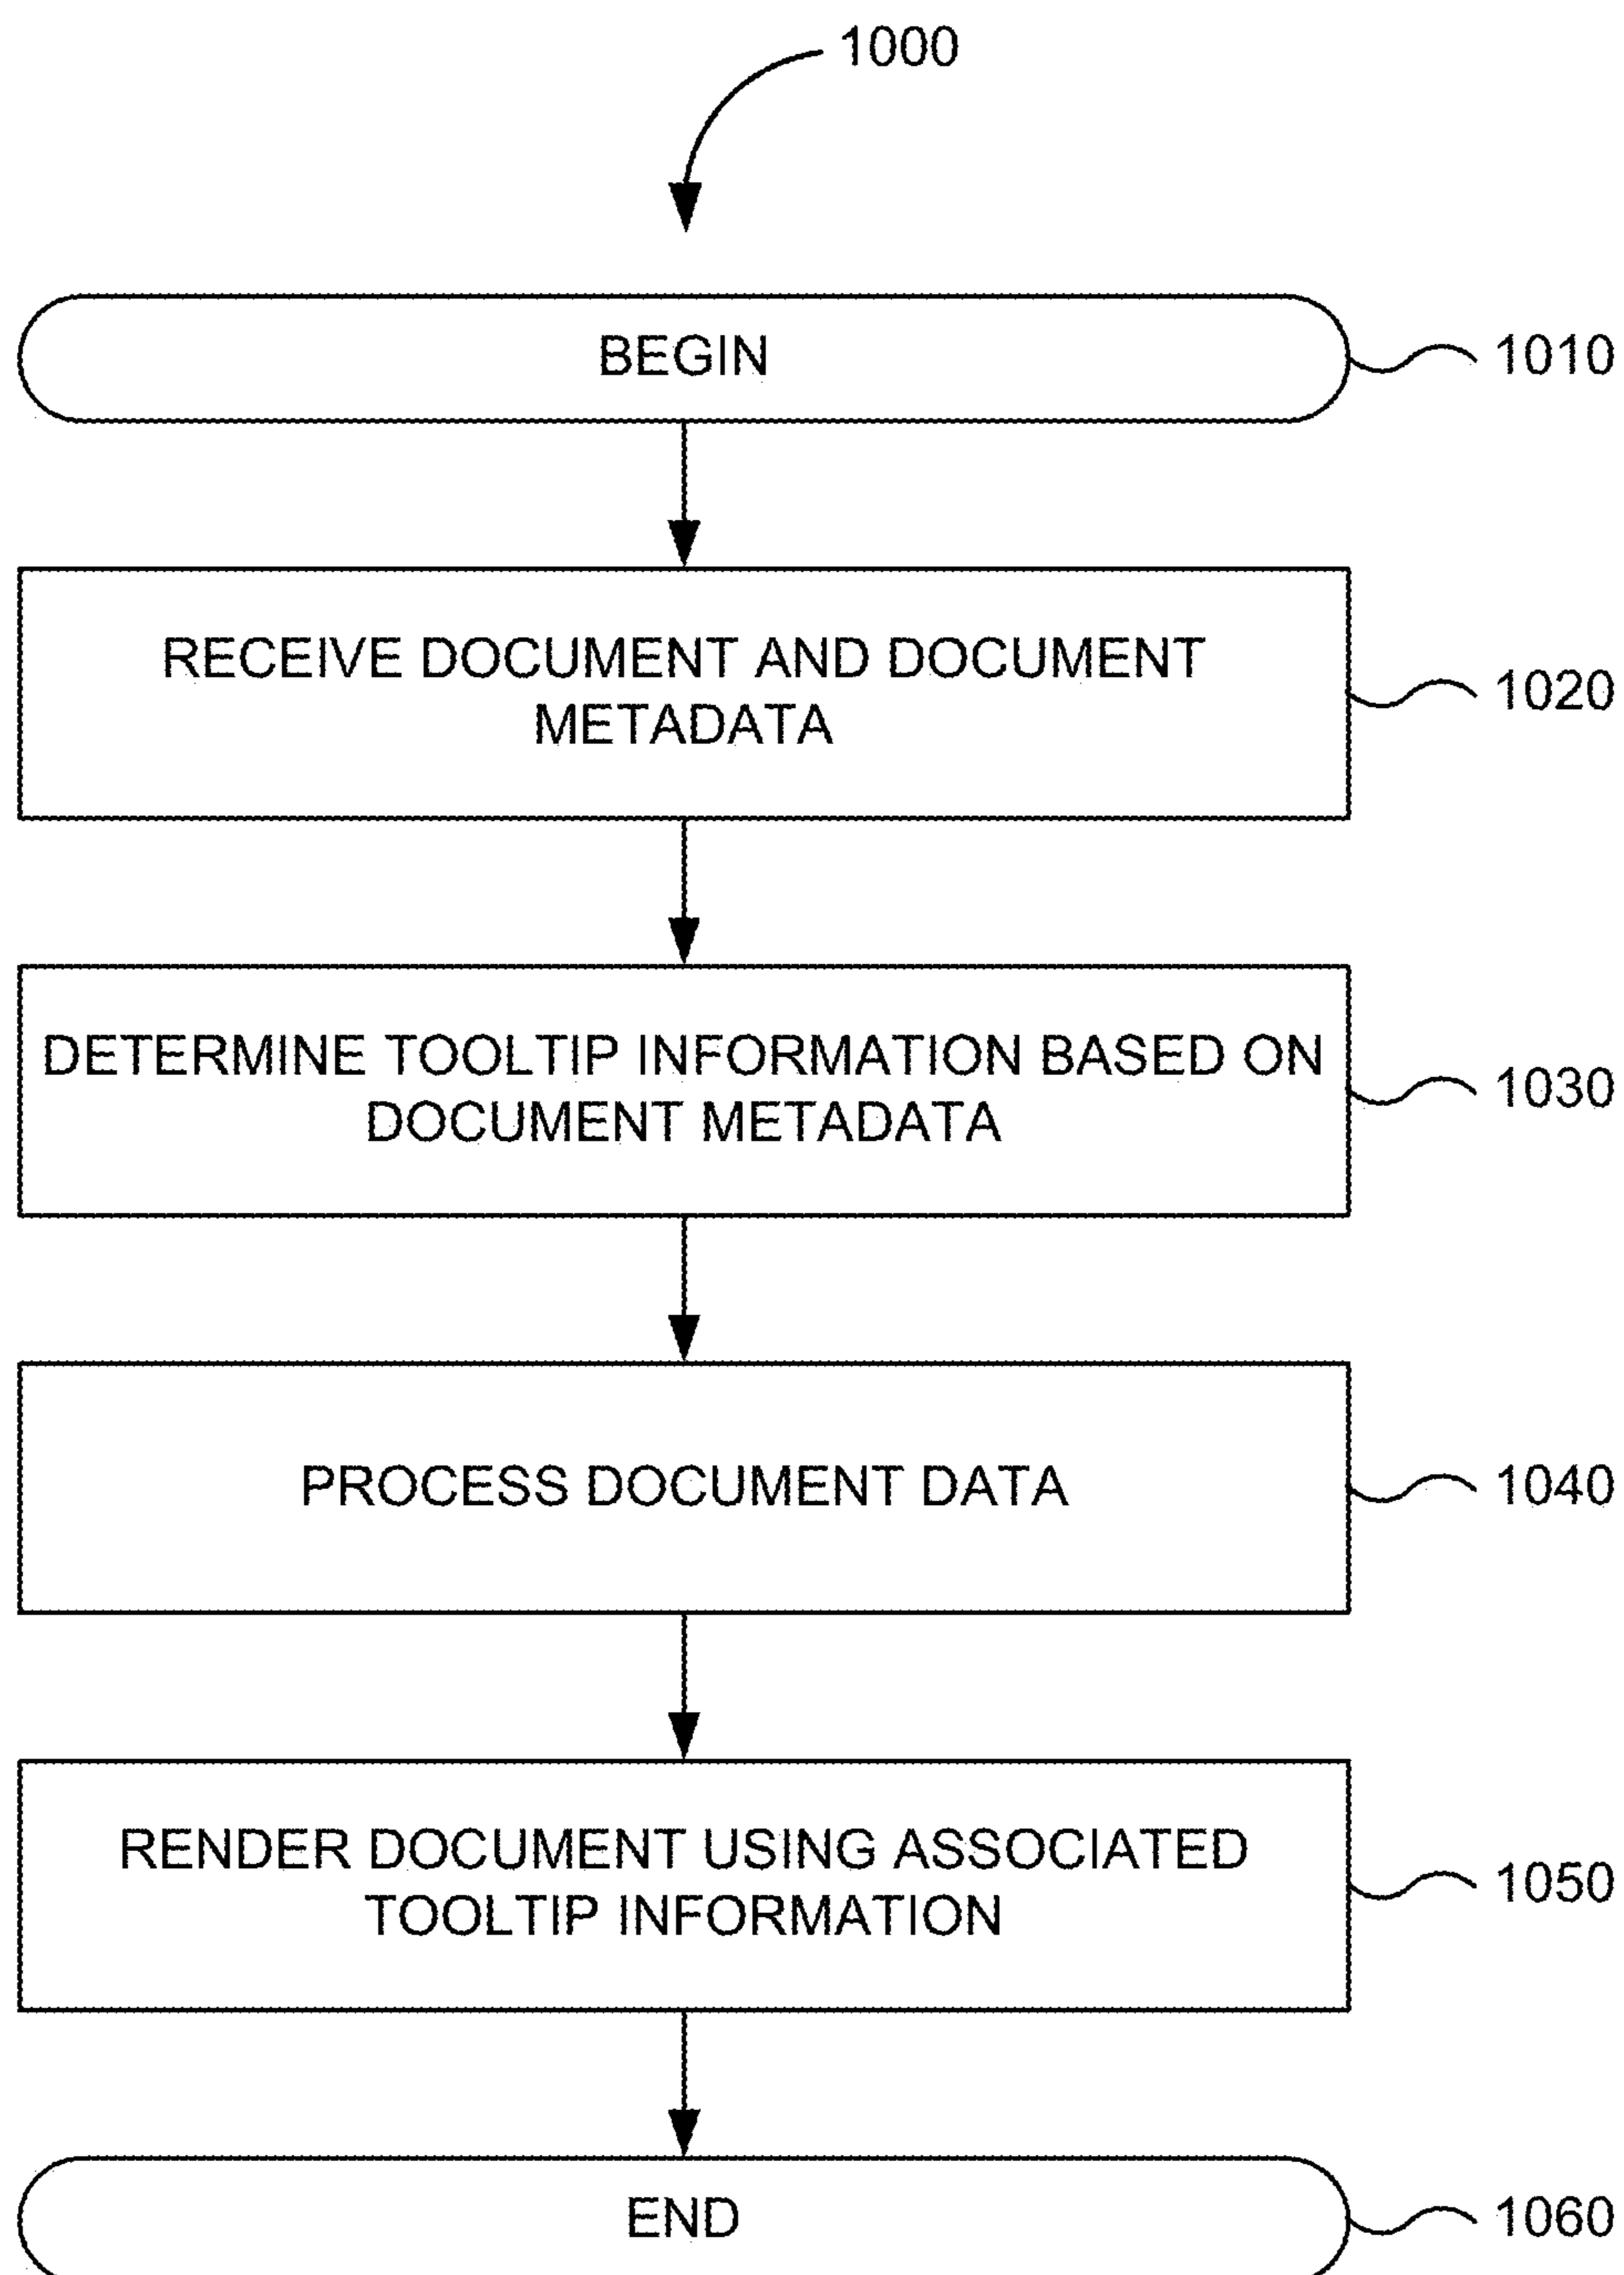 1000
BEGIN
1010
RECEIVE DOCUMENT AND DOCUMENT
METADATA
1020
DETERMINE TOOLTIP INFORMATION BASED ON
DOCUMENT METADATA
1030
PROCESS DOCUMENT DATA
1040
RENDER DOCUMENT USING ASSOCIATED
TOOLTIP INFORMATION
1050
END
1060